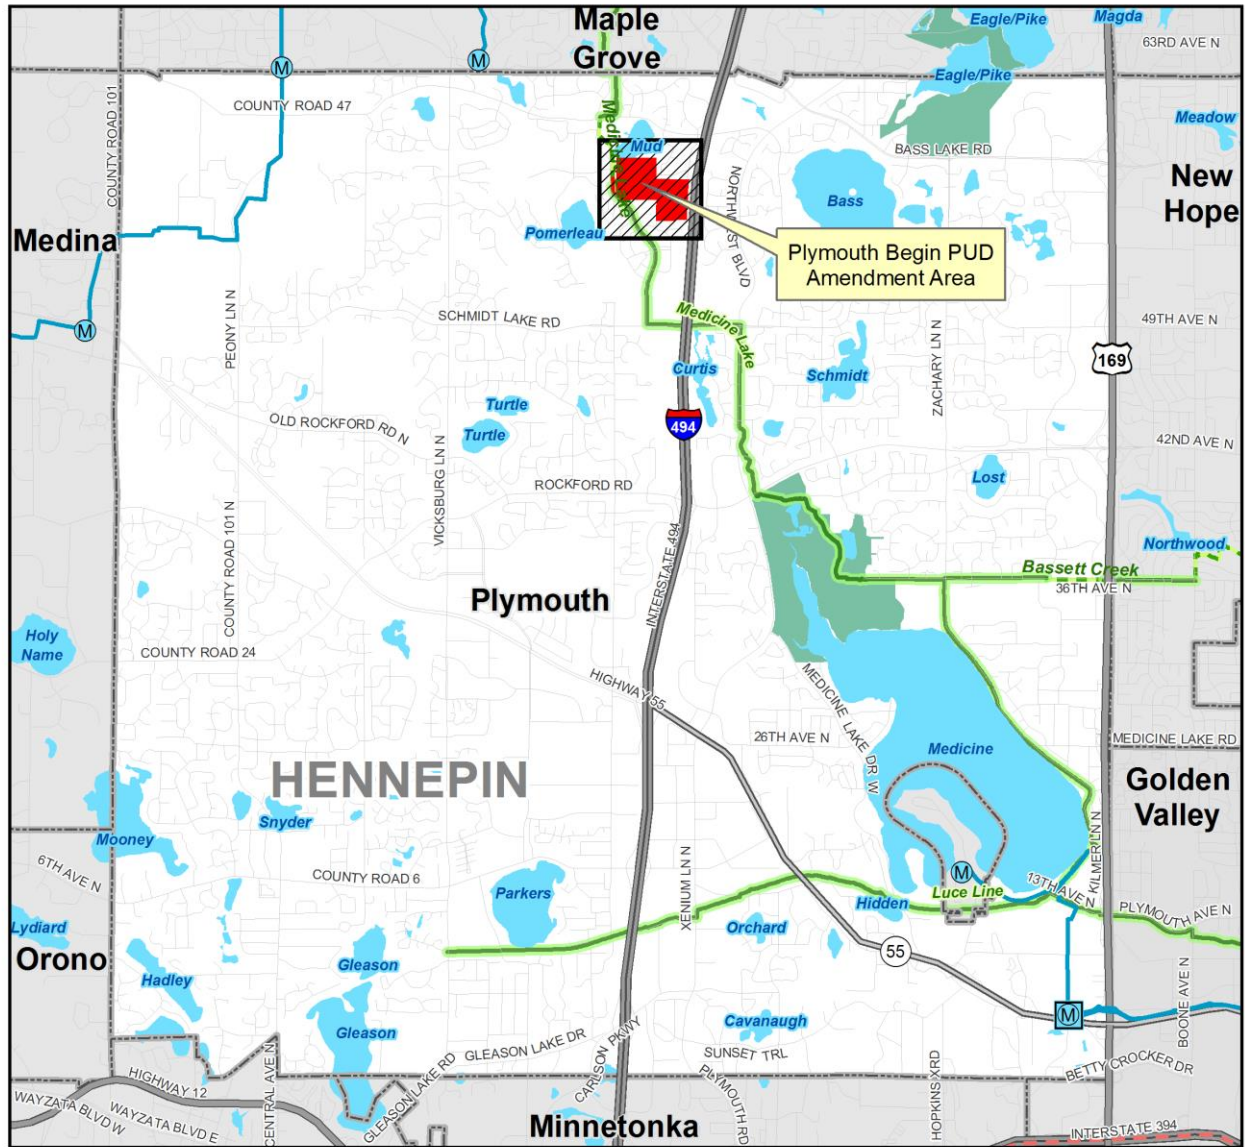 Maple
Grove
Eagle/Pike
Magda
63RD AVE N
M
M
Eagle/Pike
COUNTY ROAD 47
COUNTY ROAD 101
Medicine Lake
Mud
BASS LAKE RD
Meadow
New
Hope
NORTHWEST BLVD
Bass
Medina
Pomerleau
Plymouth Begin PUD
Amendment Area
M
PEONY LN N
SCHMIDT LAKE RD
Medicine Lake
ZACHARY LN N
49TH AVE N
169
Curtis
Schmidt
Turtle
Turtle
494
OLD ROCKFORD RD N
VICKSBURG LN N
42ND AVE N
ROCKFORD RD
Lost
COUNTY ROAD 101 N
INTERSTATE 494
Northwood
Bassett Creek
36TH AVE N
Plymouth
Holy
Name
COUNTY ROAD 24
HIGHWAY 55
MEDICINE LAKE DR W
26TH AVE N
Medicine
MEDICINE LAKE RD
HENNEPIN
Golden
Valley
Snyder
Mooney
6TH AVE N
COUNTY ROAD 6
Parkers
XENIUM LN N
M
Luce Line
13TH AVE N
KILMER LN N
PLYMOUTH AVE N
Hidden
Lydiard
Orono
Orchard
55
Gleason
Hadley
M
BOONE AVE N
Gleason
Cavanaugh
GLEASON LAKE DR
SUNSET TRL
CARLSON PKWY
PLYMOUTH RD
HOPKINS XRD
BETTY CROCKER DR
HIGHWAY 12
CENTRAL AVE N
GLEASON LAKE RD
WAYZATA BLVD W
WAYZATA BLVD E
Minnetonka
INTERSTATE 394